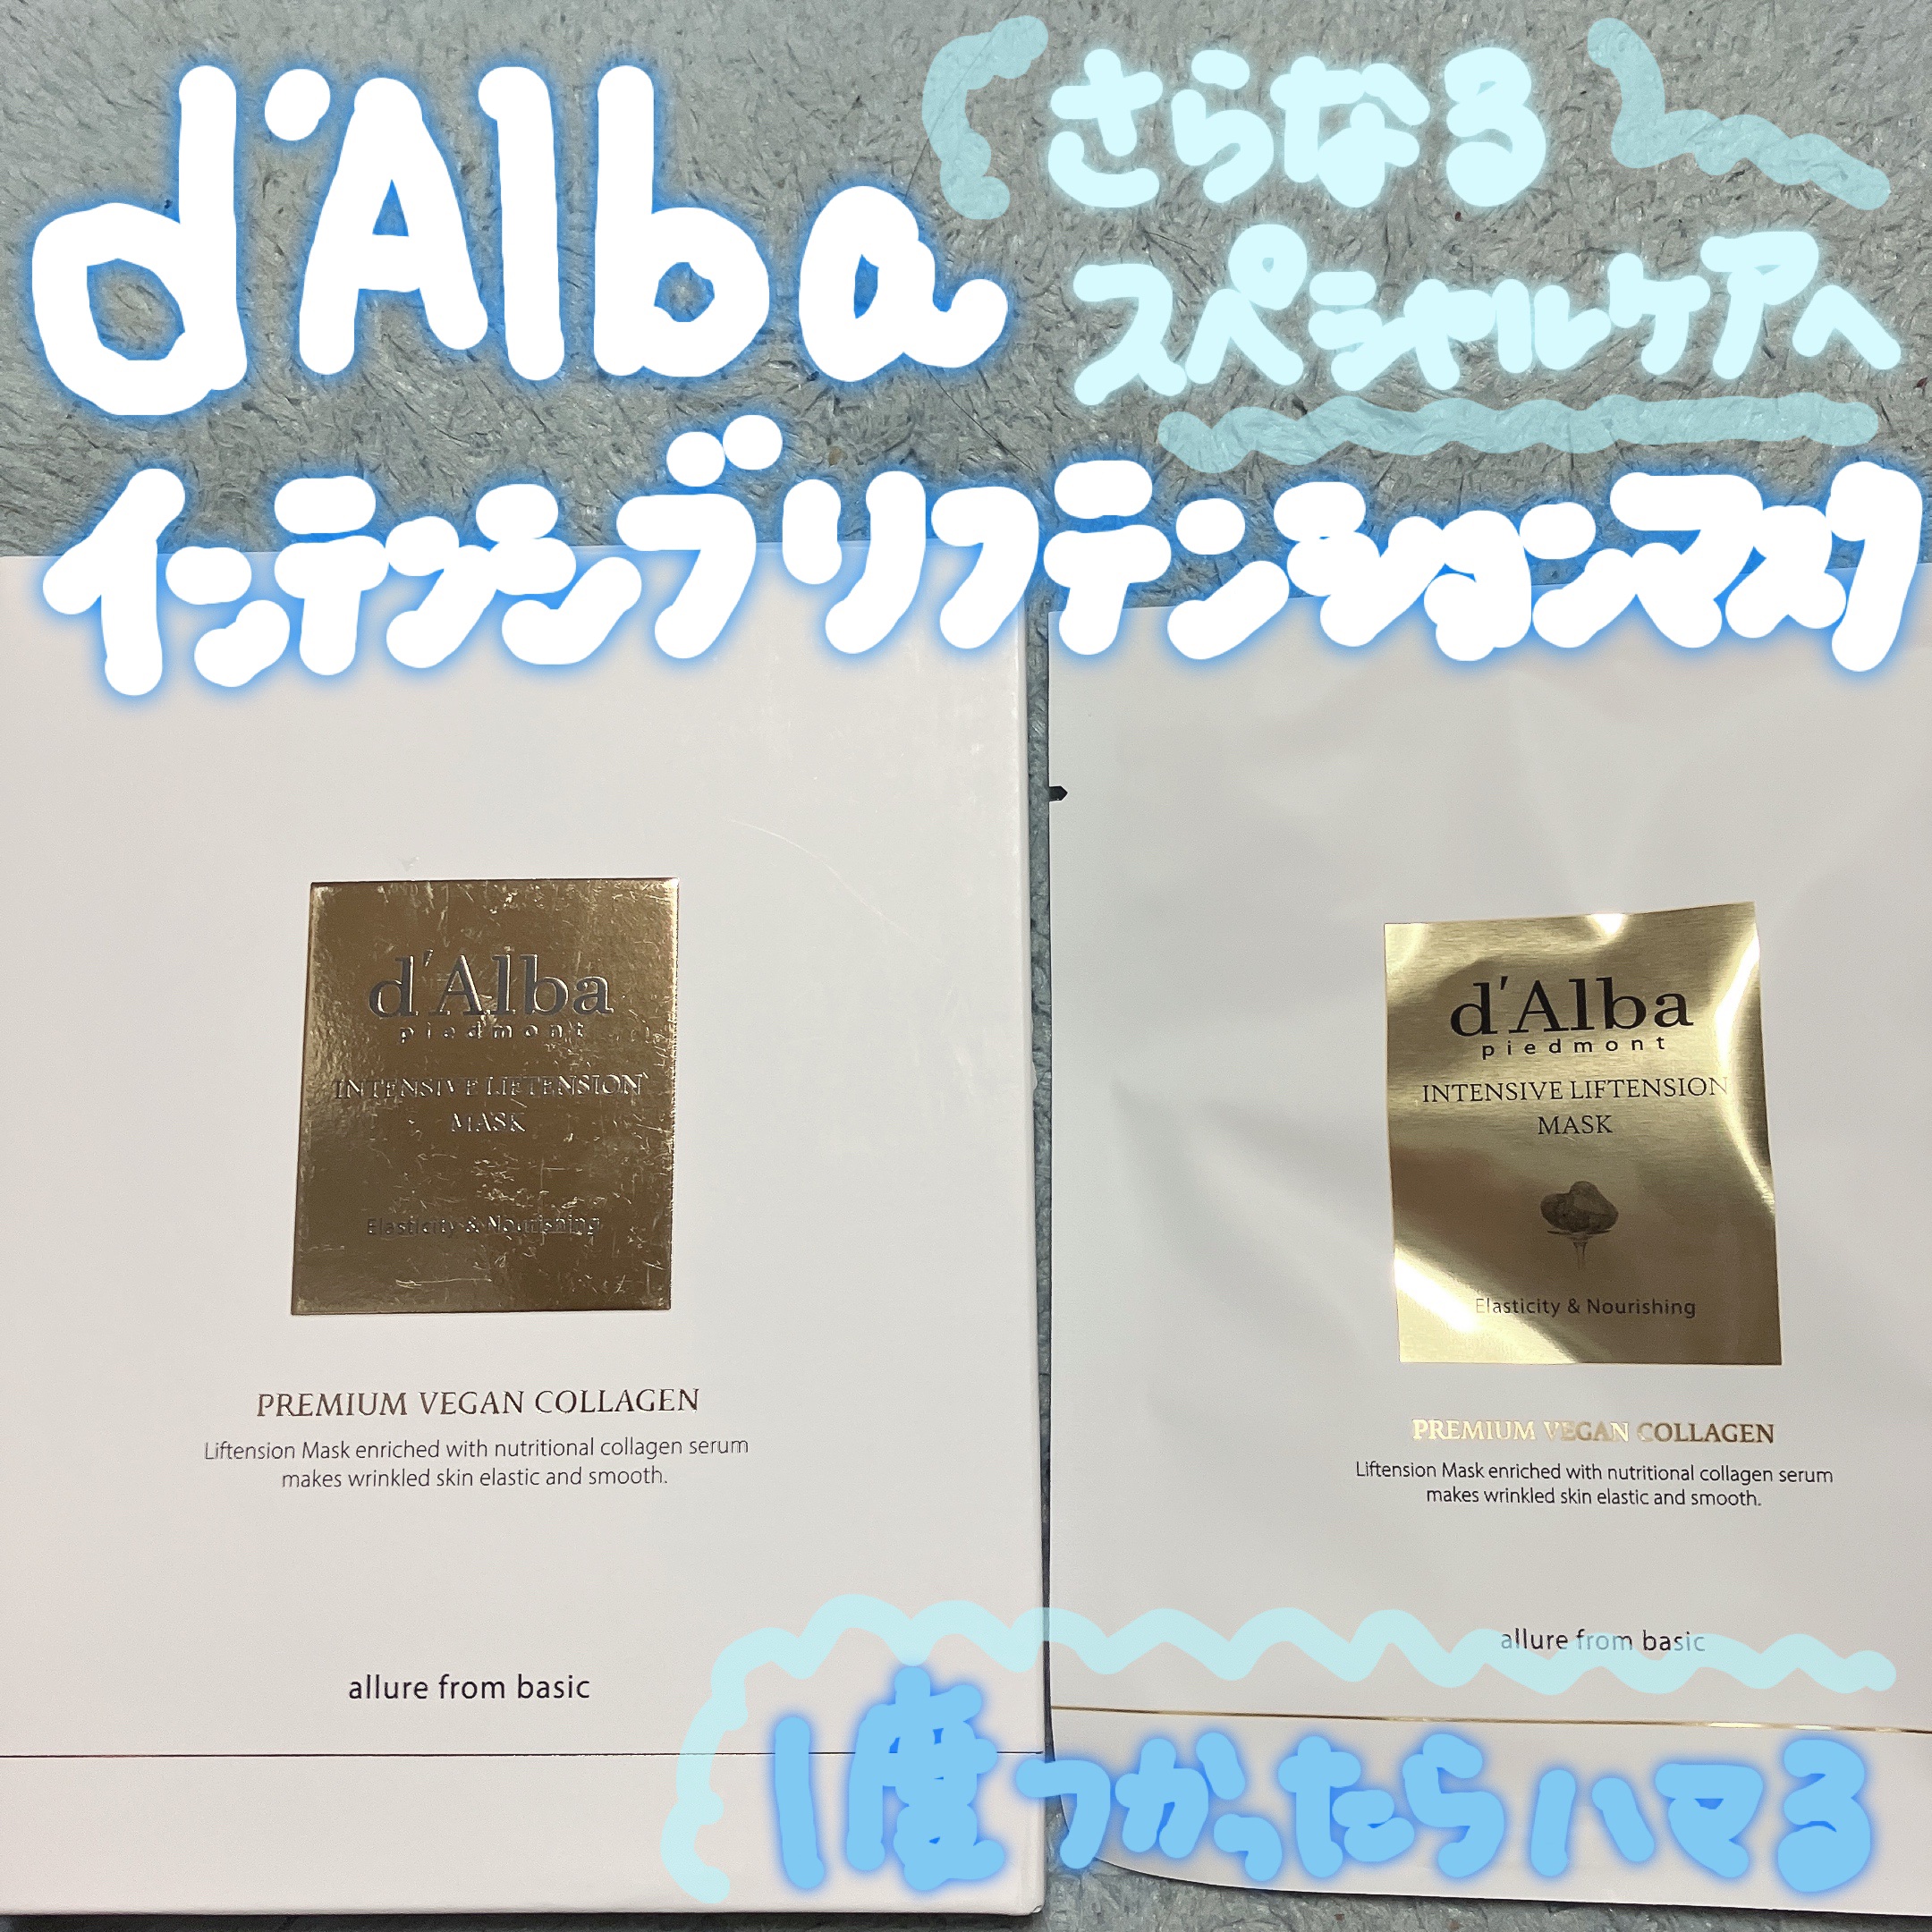 d'Alba
さらなる
スペシャルケアへ
インテンシブリフテンションマスク
d'Alba
piedmont
INTENSIVE LIFTENSION
MASK
Elasticity & Nourishing
PREMIUM VEGAN COLLAGEN
Liftension Mask enriched with nutritional collagen serum
makes wrinkled skin elastic and smooth.
allure from basic
d'Alba
piedmont
INTENSIVE LIFTENSION
MASK
Elasticity & Nourishing
PREMIUM VEGAN COLLAGEN
Liftension Mask enriched with nutritional collagen serum
makes wrinkled skin elastic and smooth.
allure from basic
1度つかったらハマる